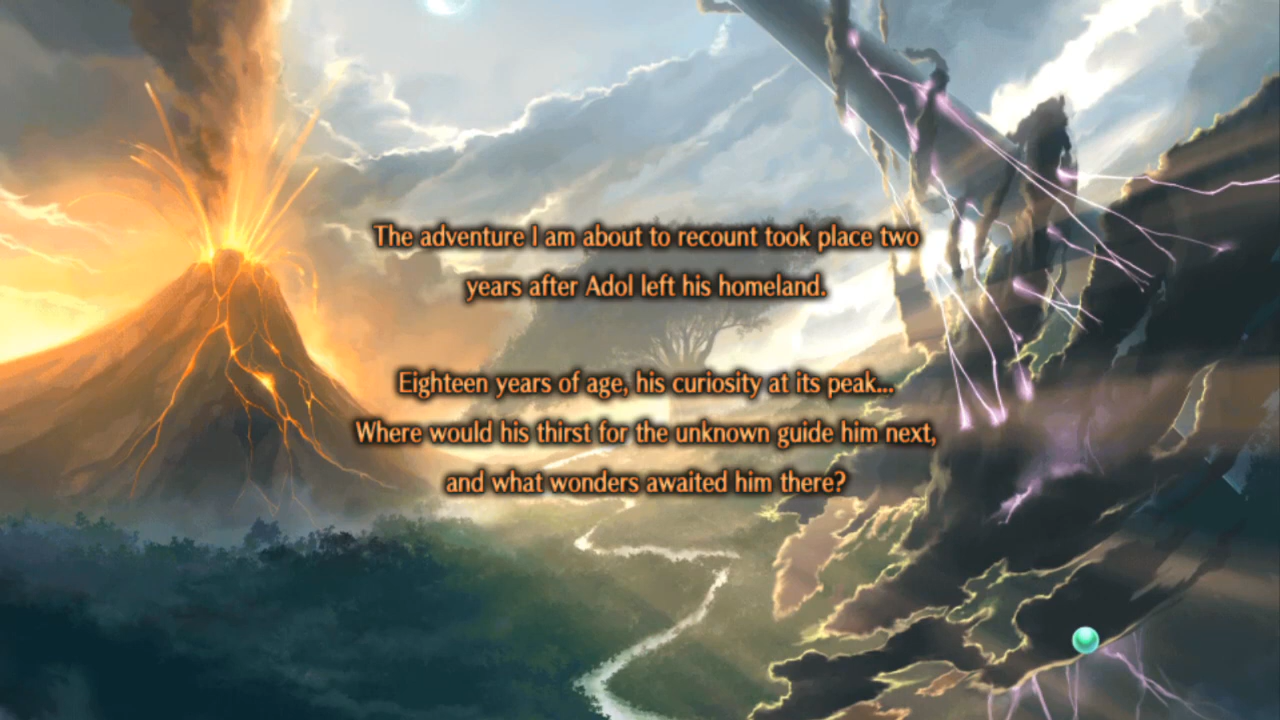 The adventure I am about to recount took place two
years after Adol left his homeland.
Eighteen years of age, his curiosity at its peak...
Where would his thirst for the unknown guide him next,
and what wonders awaited him there?